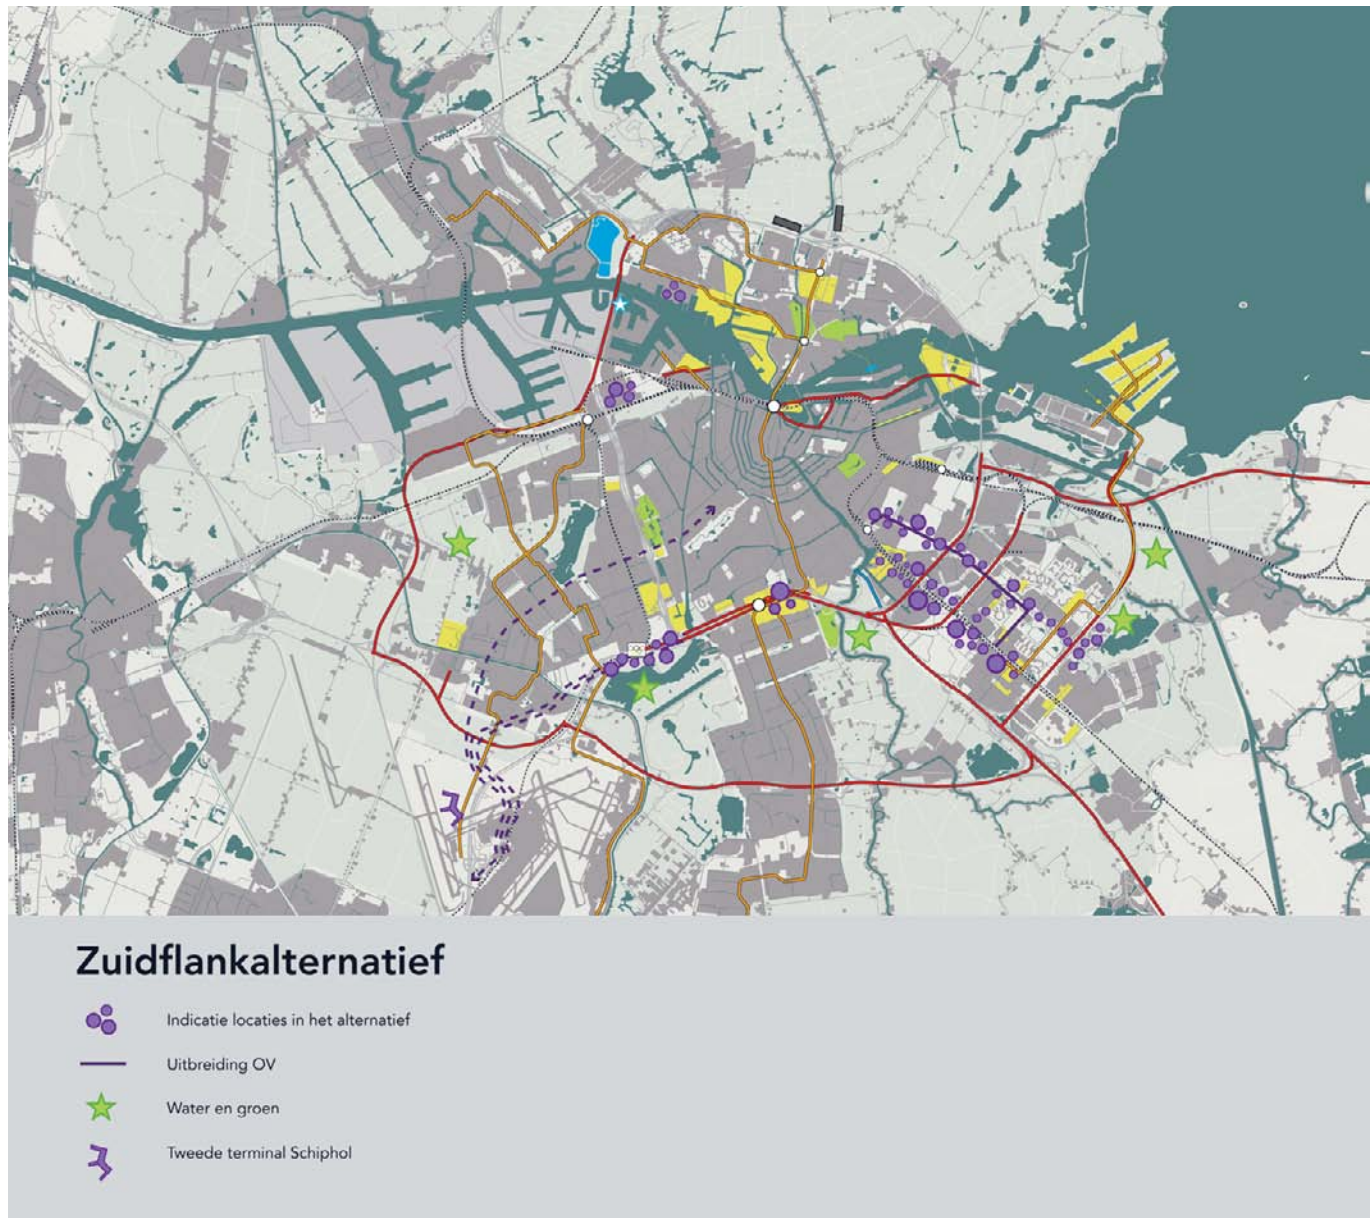 Zuidflankalternatief
Indicatie locaties in het alternatief
Uitbreiding OV
Water en groen
Tweede terminal Schiphol